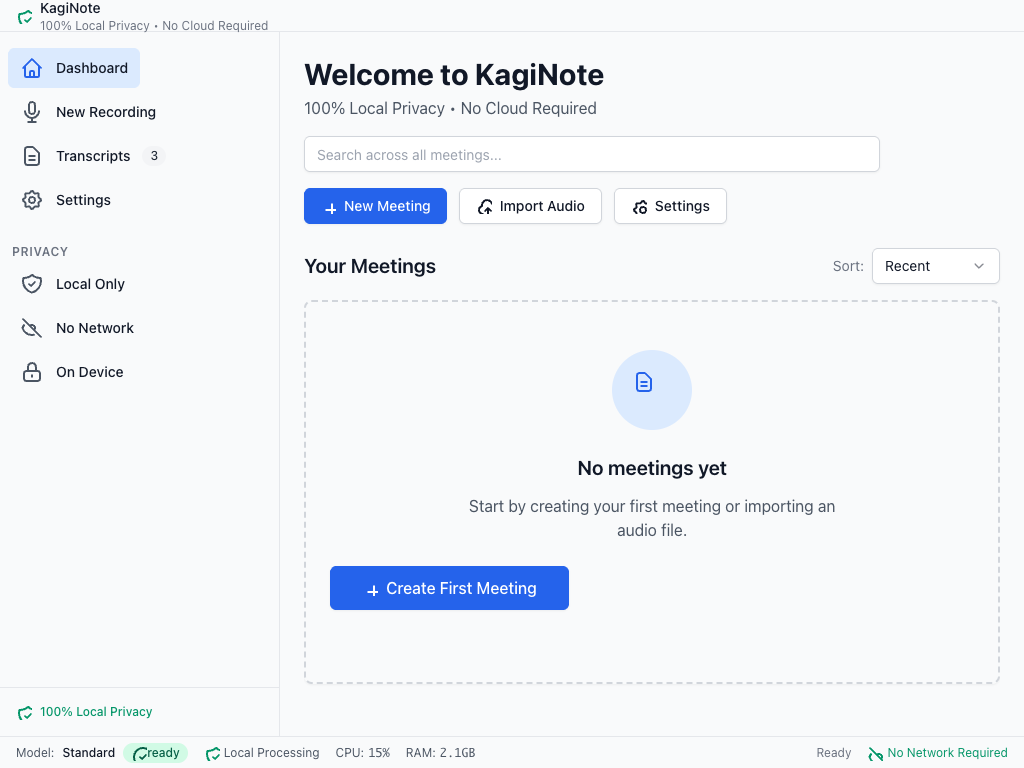 KagiNote
100% Local Privacy • No Cloud Required
Dashboard
New Recording
Transcripts 3
Settings
PRIVACY
Local Only
No Network
On Device
100% Local Privacy
Welcome to KagiNote
100% Local Privacy • No Cloud Required
Search across all meetings...
New Meeting Import Audio Settings
Your Meetings Sort: Recent
No meetings yet
Start by creating your first meeting or importing an
audio file.
Create First Meeting
Model: Standard ready Local Processing CPU: 15% RAM: 2.1GB Ready No Network Required